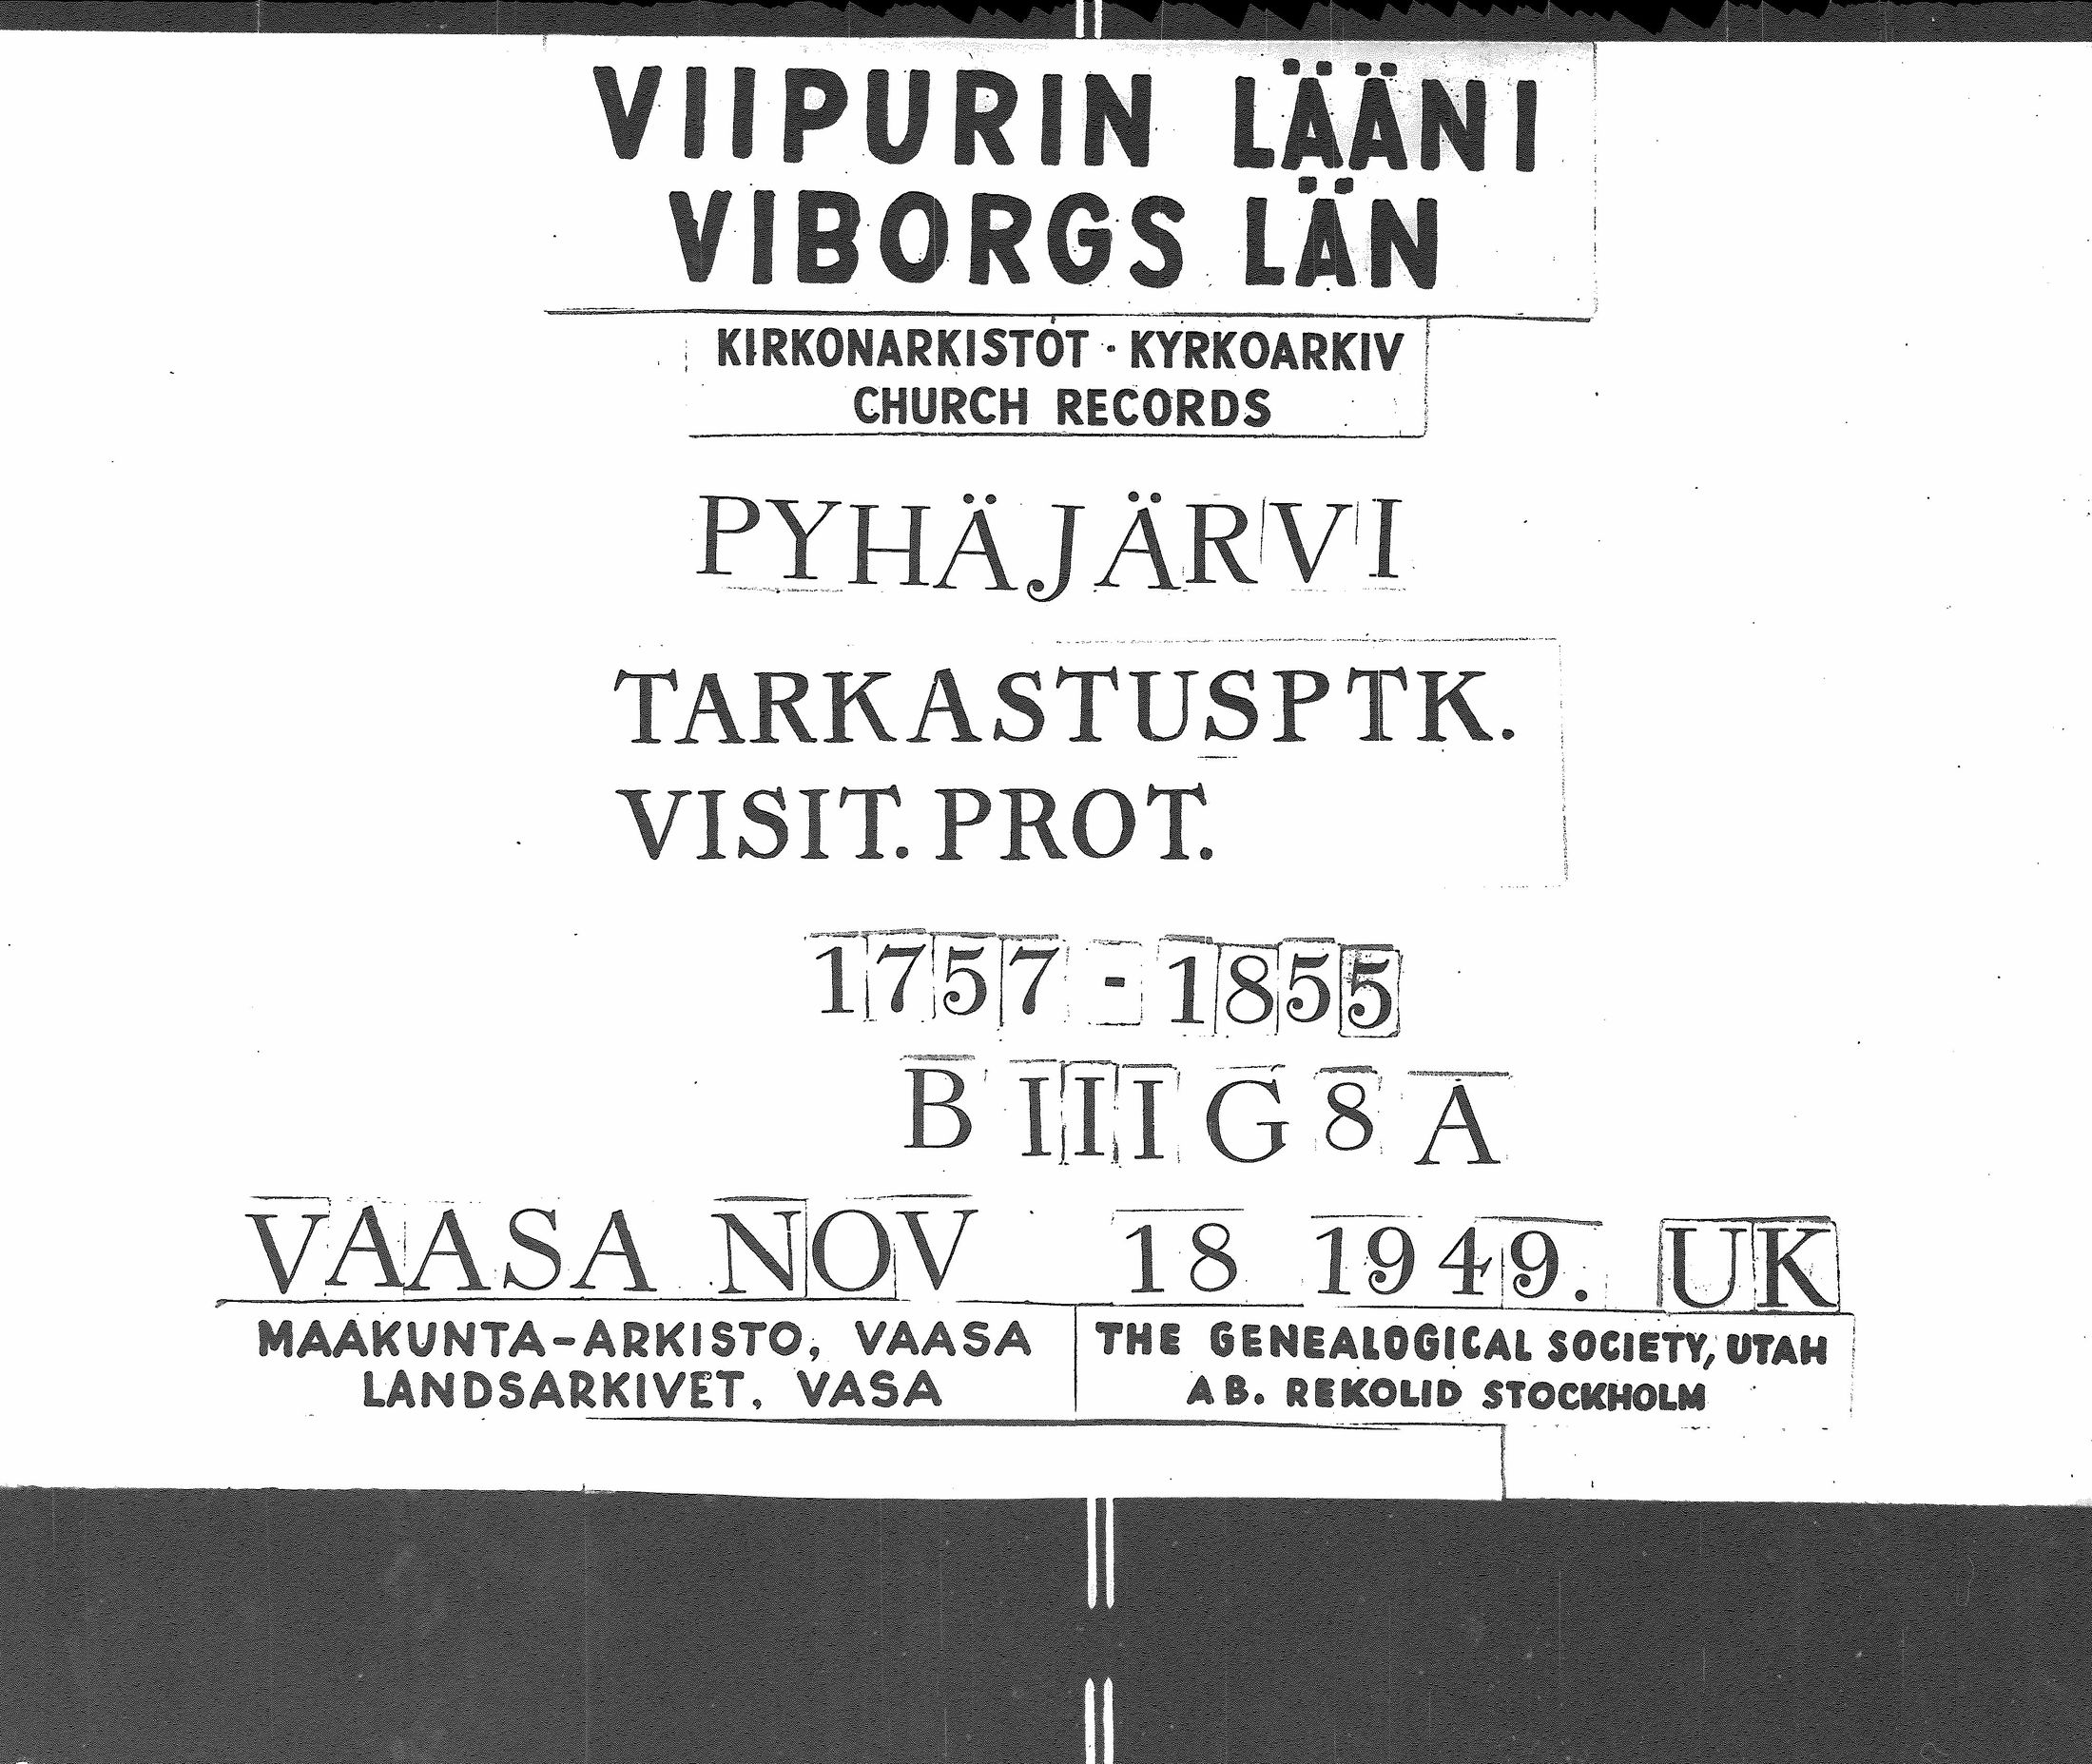 VIIPURIN LÄÄNI
VIBORGS LÄN
KIRKONARKISTOT · KYRKOARKIV
CHURCH RECORDS
PYHÄJÄRVI
TARKASTUSPTK.
VISIT. PROT.
1757 - 1855
B III G 8 A
VAASA NOV 18 1949. UK
MAAKUNTA-ARKISTO, VAASA
LANDSARKIVET, VASA
THE GENEALOGICAL SOCIETY, UTAH
AB. REKOLID STOCKHOLM